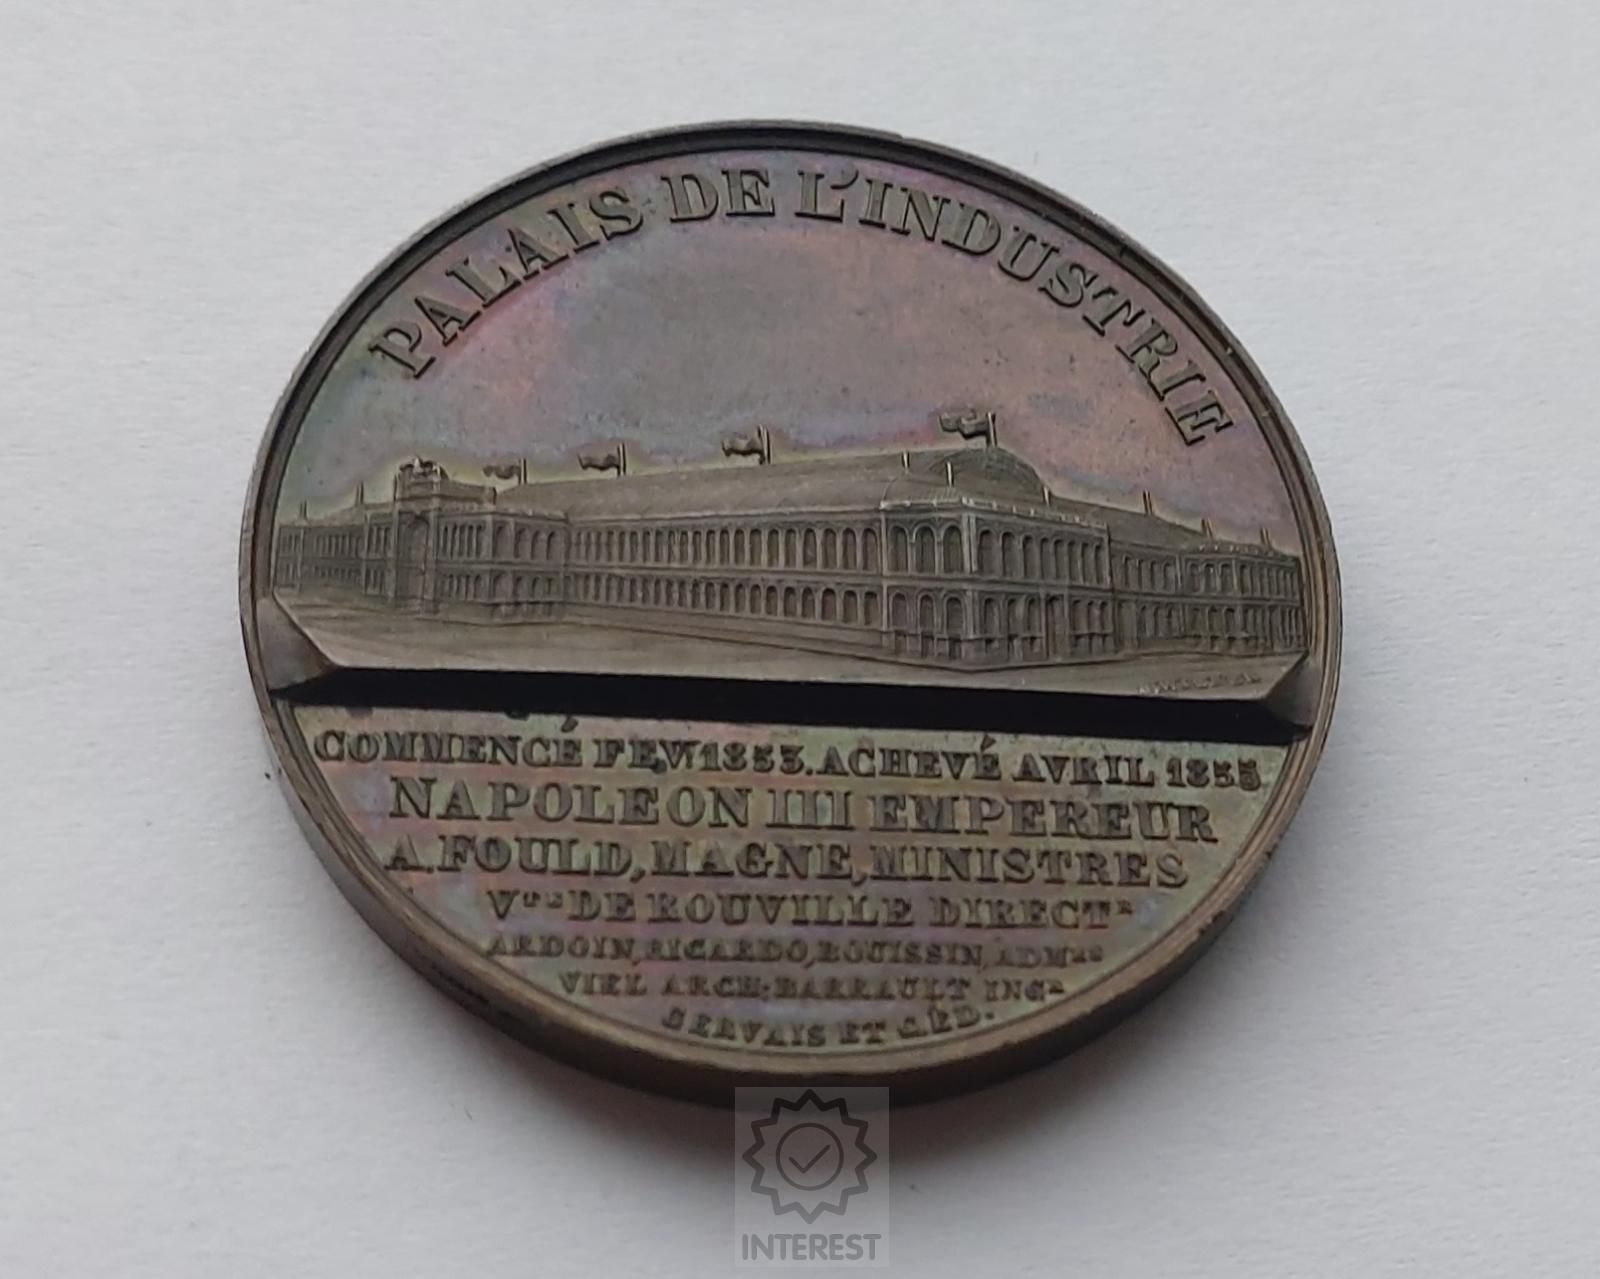 PALAIS DE L'INDUSTRIE
COMMENCÉ FEV. 1853. ACHEVÉ AVRIL 1855
NAPOLEON III EMPEREUR
A. FOULD, MAGNE, MINISTRES
VTE DE ROUVILLE DIRECTR
ARDOIN, RICARDO, BOUISSIN, ADMRS
VIEL ARCH: BARRAULT INGR
GERVAIS ET C. ÉD.
INTEREST